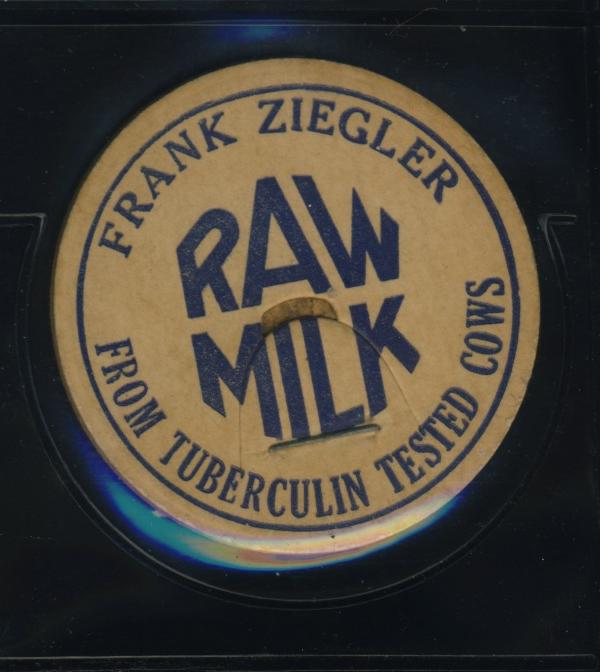 FRANK ZIEGLER
RAW
MILK
FROM TUBERCULIN TESTED COWS